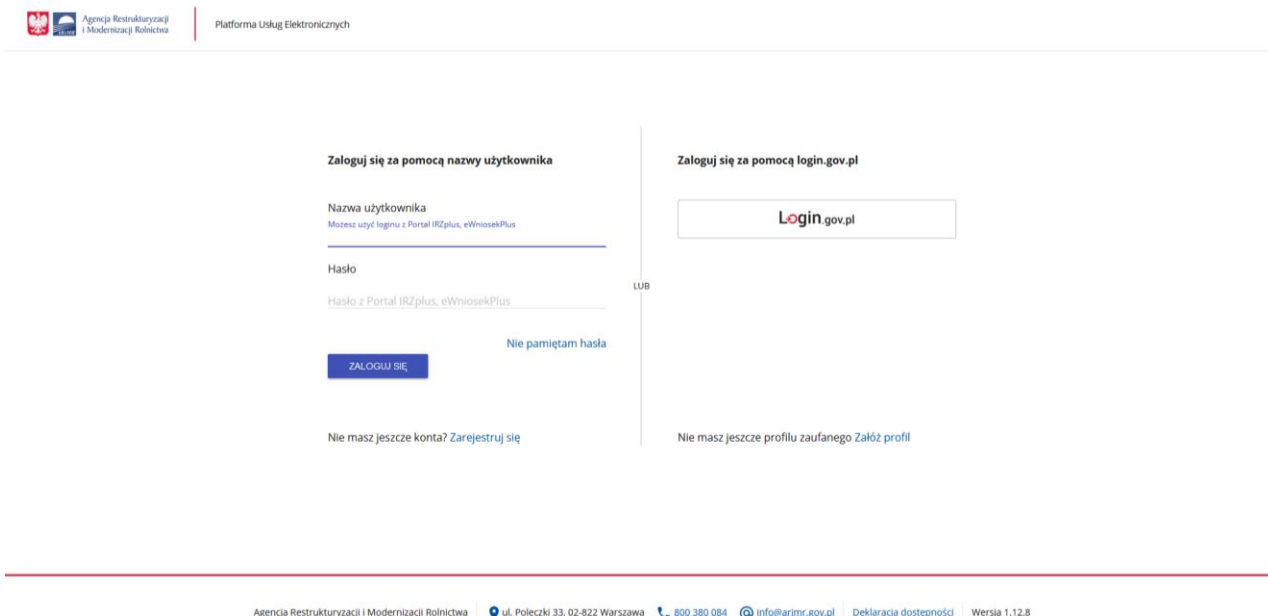 Agencja Restrukturyzacji
i Modernizacji Rolnictwa
Platforma Usług Elektronicznych
Zaloguj się za pomocą nazwy użytkownika
Nazwa użytkownika
Możesz użyć loginu z Portal IRZplus, eWniosekPlus
Hasło
Hasło z Portal IRZplus, eWniosekPlus
Nie pamiętam hasła
ZALOGUJ SIĘ
Nie masz jeszcze konta? Zarejestruj się
LUB
Zaloguj się za pomocą login.gov.pl
Login.gov.pl
Nie masz jeszcze profilu zaufanego Załóż profil
Agencja Restrukturyzacji i Modernizacji Rolnictwa ul. Poleczki 33, 02-822 Warszawa 800 380 084 info@arimr.gov.pl Deklaracja dostępności Wersja 1.12.8